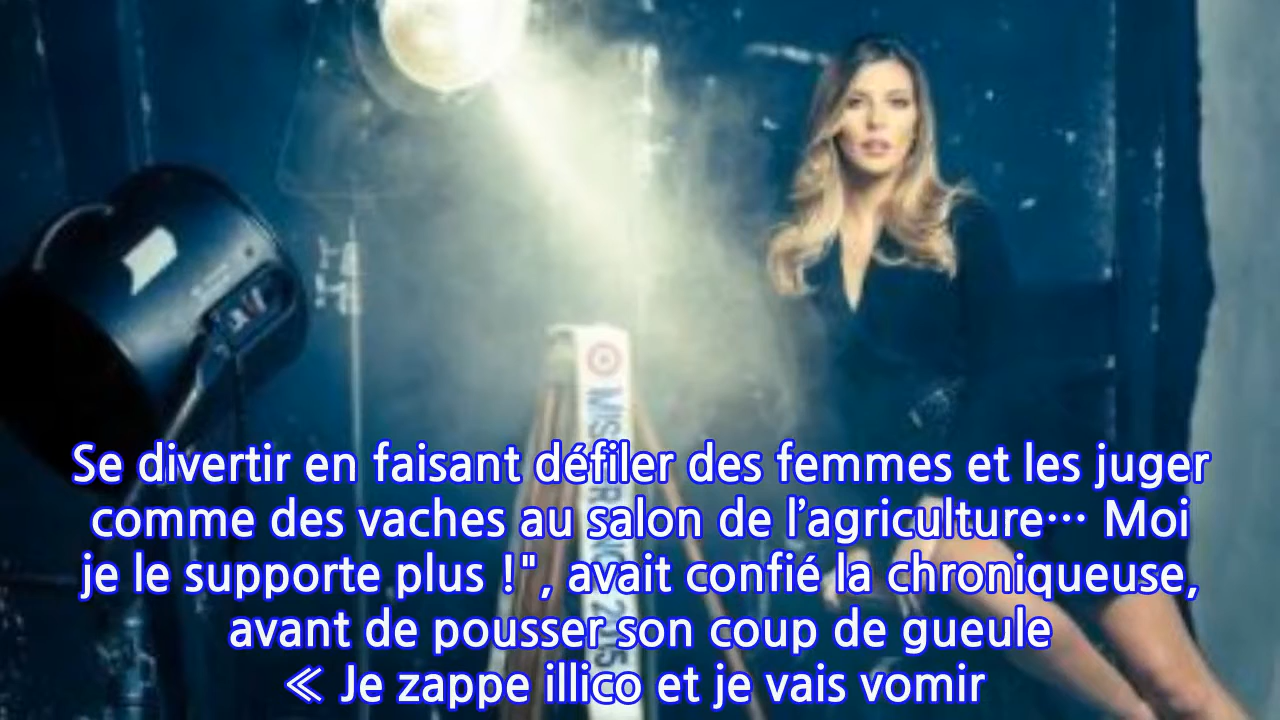 Se divertir en faisant défiler des femmes et les juger
comme des vaches au salon de l’agriculture… Moi
je le supporte plus !", avait confié la chroniqueuse,
avant de pousser son coup de gueule
« Je zappe illico et je vais vomir